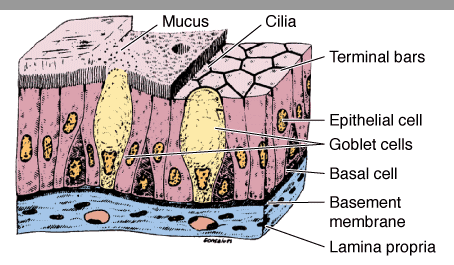 Mucus
Cilia
Terminal bars
Epithelial cell
Goblet cells
Basal cell
Basement
membrane
Lamina propria